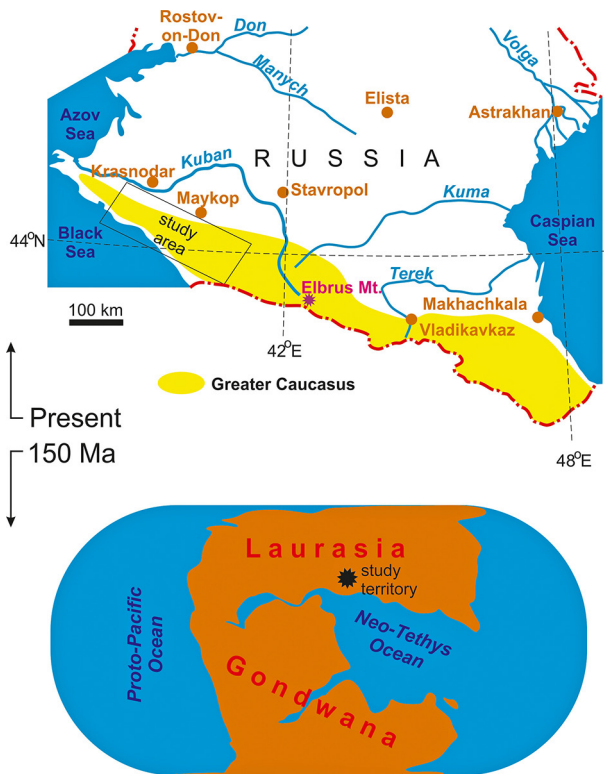 Rostov-
on-Don
Don
Manych
Volga
Azov
Sea
Elista
Astrakhan
RUSSIA
Krasnodar
Kuban
Maykop
Stavropol
Kuma
study
area
44°N
Black
Sea
Caspian
Sea
Terek
Elbrus Mt.
Makhachkala
Vladikavkaz
100 km
42°E
Greater Caucasus
48°E
Present
150 Ma
Laurasia
study
territory
Proto-Pacific
Ocean
Neo-Tethys
Ocean
Gondwana